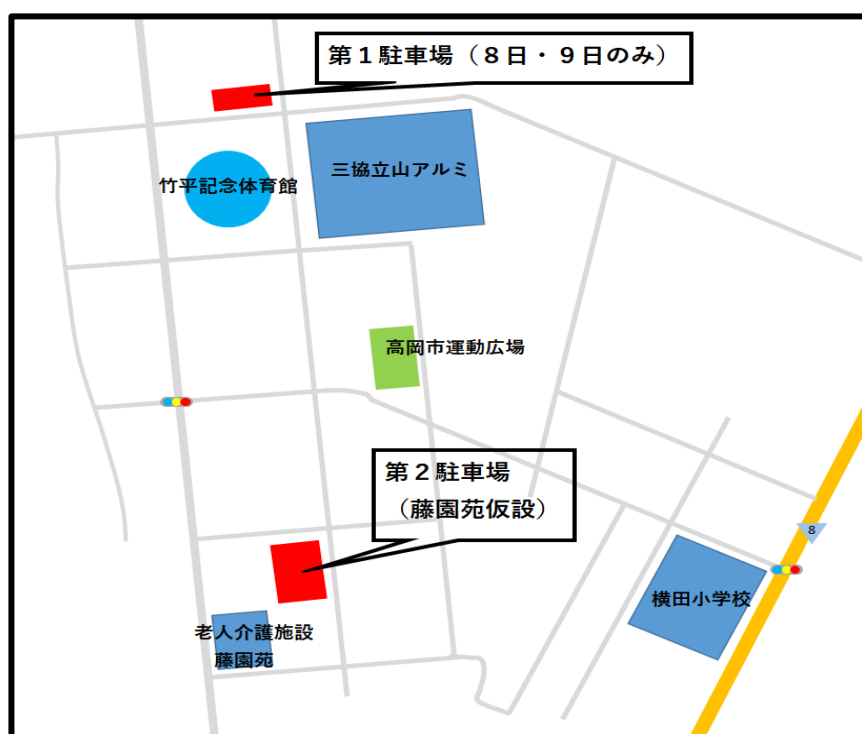 第１駐車場（８日・９日のみ）
竹平記念体育館
三協立山アルミ
高岡市運動広場
第２駐車場
（藤園苑仮設）
8
横田小学校
老人介護施設
藤園苑